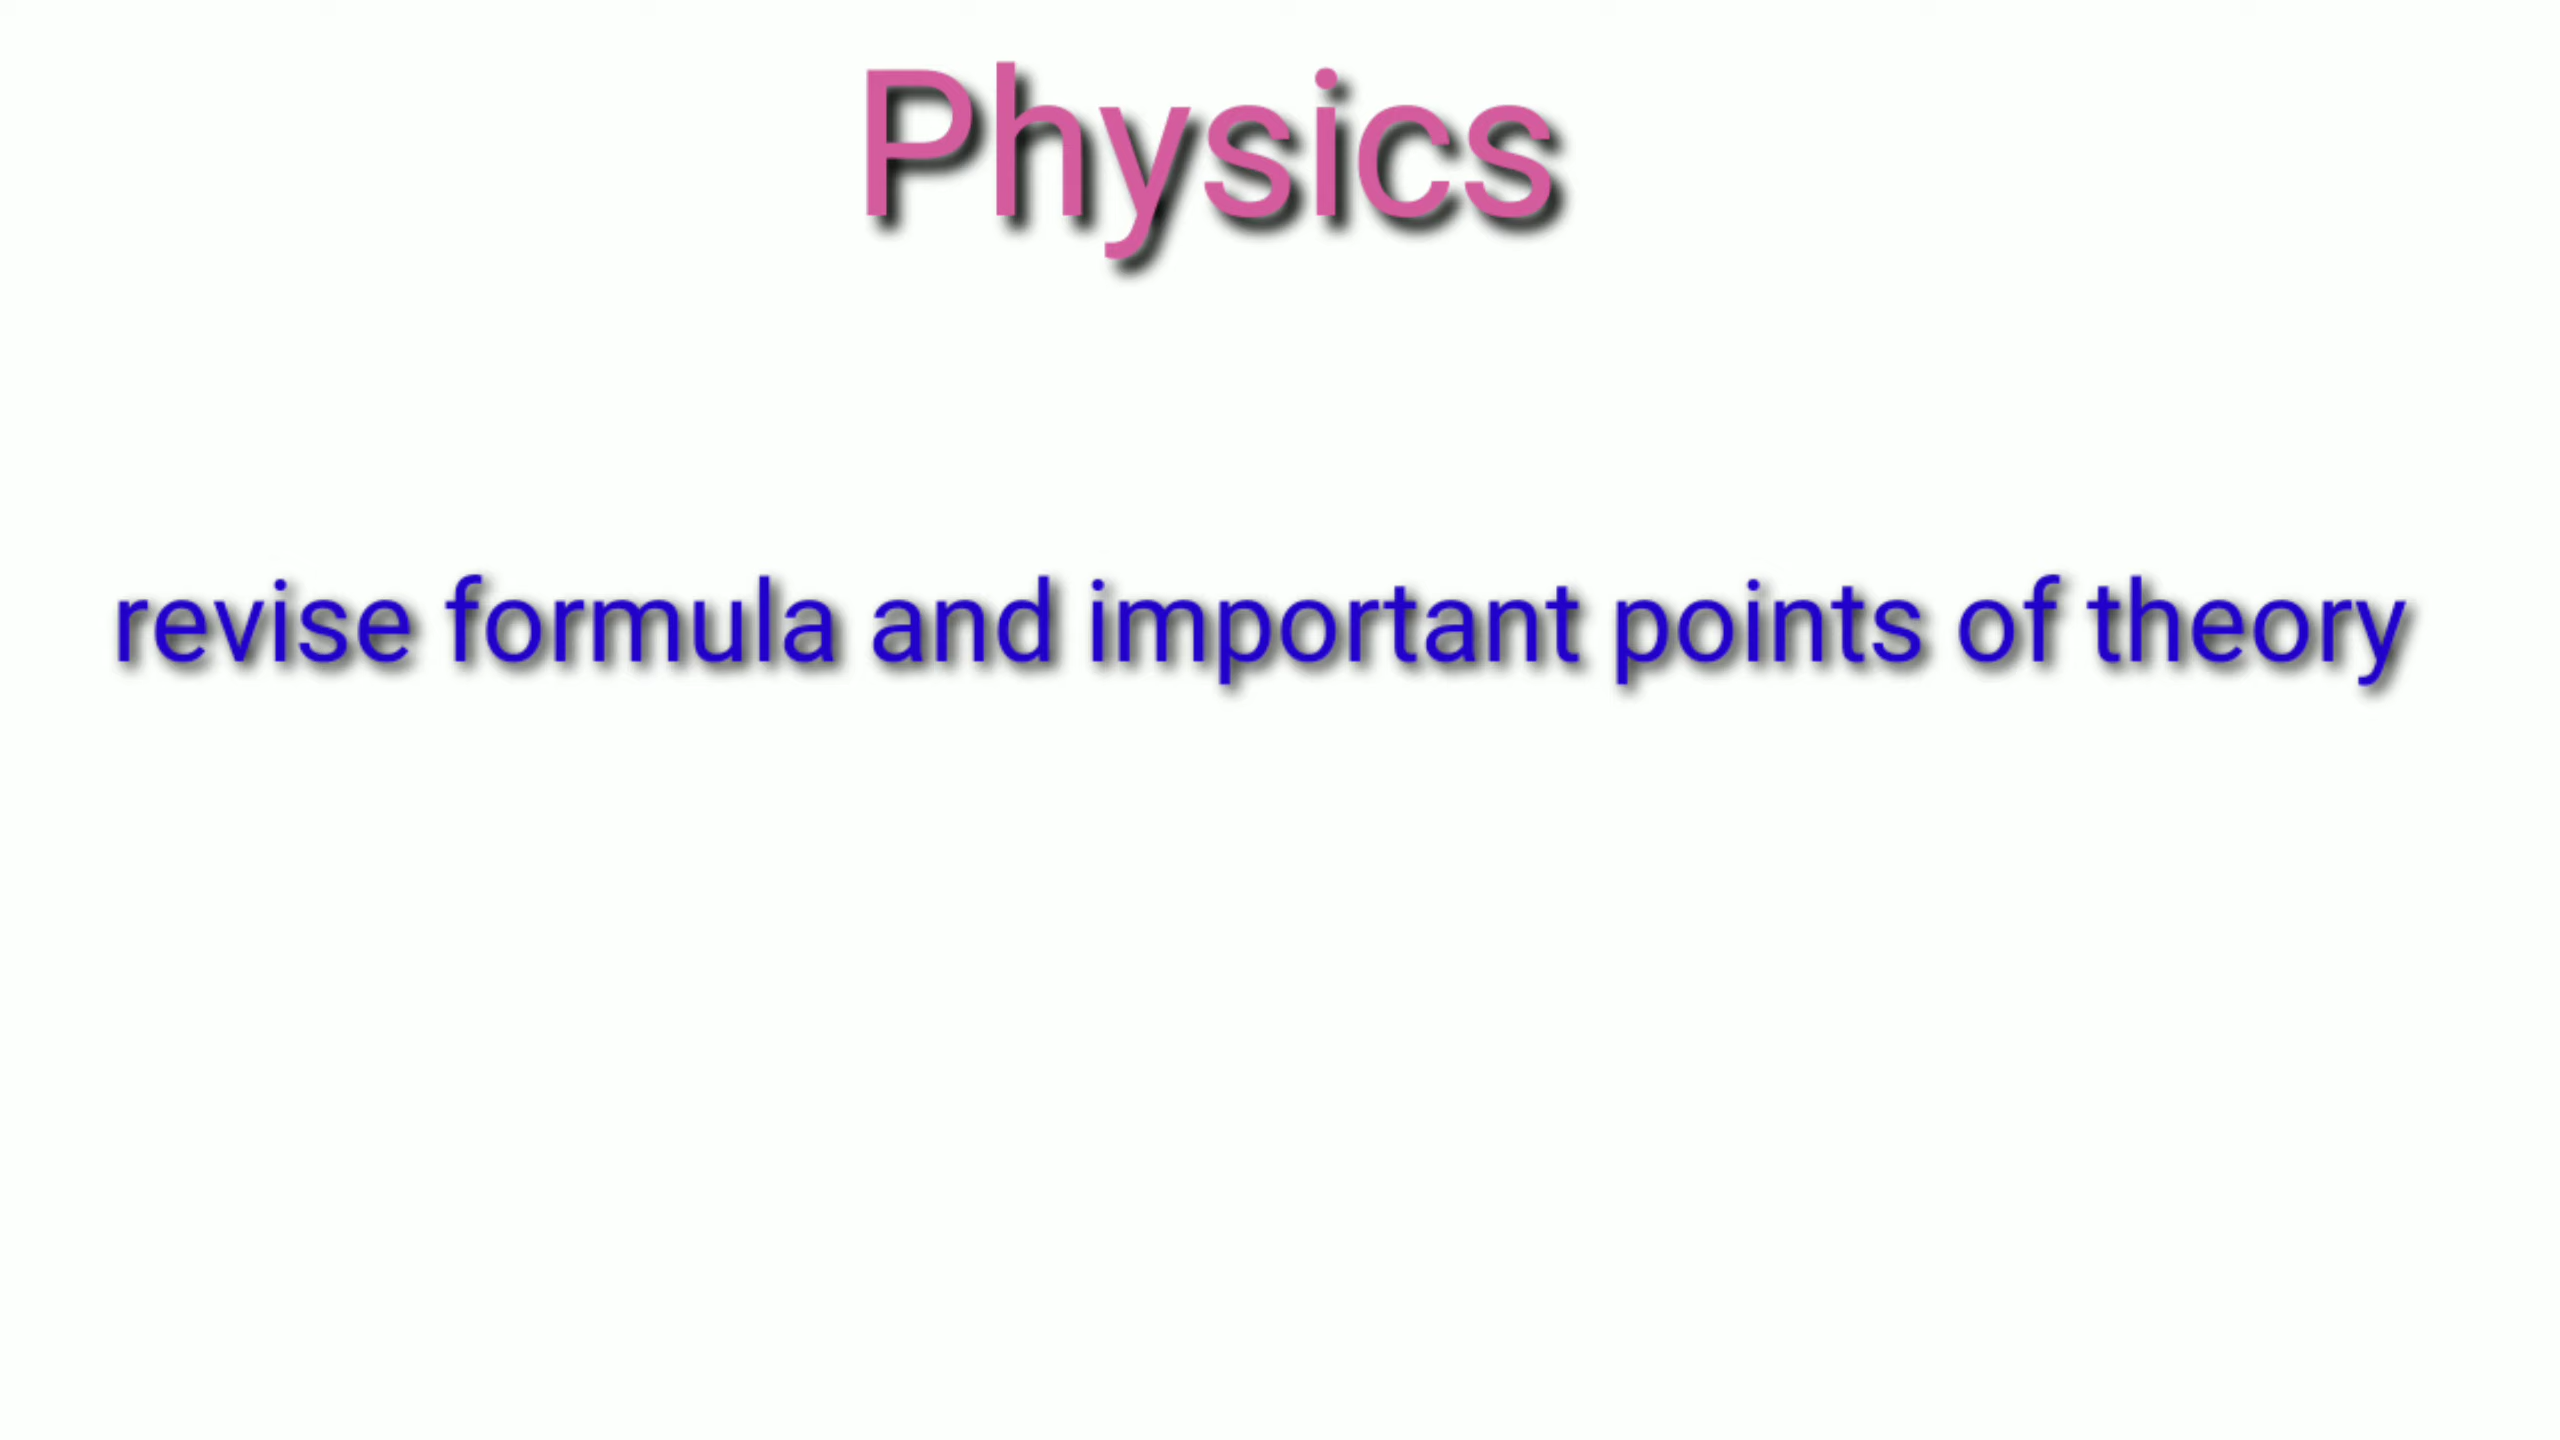 Physics
revise formula and important points of theory